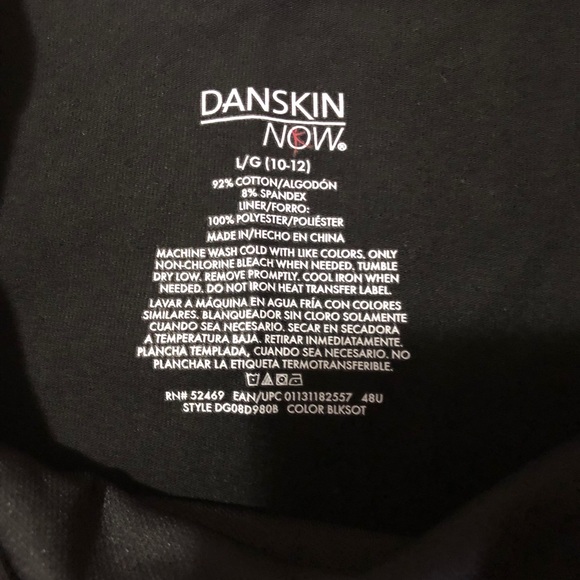 DANSKIN
NOW®
L/G (10-12)
92% COTTON/ALGODÓN
8% SPANDEX
LINER/FORRO:
100% POLYESTER/POLIÉSTER
MADE IN/HECHO EN CHINA
MACHINE WASH COLD WITH LIKE COLORS. ONLY
NON-CHLORINE BLEACH WHEN NEEDED. TUMBLE
DRY LOW. REMOVE PROMPTLY. COOL IRON WHEN
NEEDED. DO NOT IRON HEAT TRANSFER LABEL.
LAVAR A MÁQUINA EN AGUA FRÍA CON COLORES
SIMILARES. BLANQUEADOR SIN CLORO SOLAMENTE
CUANDO SEA NECESARIO. SECAR EN SECADORA
A TEMPERATURA BAJA. RETIRAR INMEDIATAMENTE.
PLANCHA TEMPLADA, CUANDO SEA NECESARIO. NO
PLANCHAR LA ETIQUETA TERMOTRANSFERIBLE.
RN# 52469 EAN/UPC 01131182557 48U
STYLE DG08D980B COLOR BLKSOT